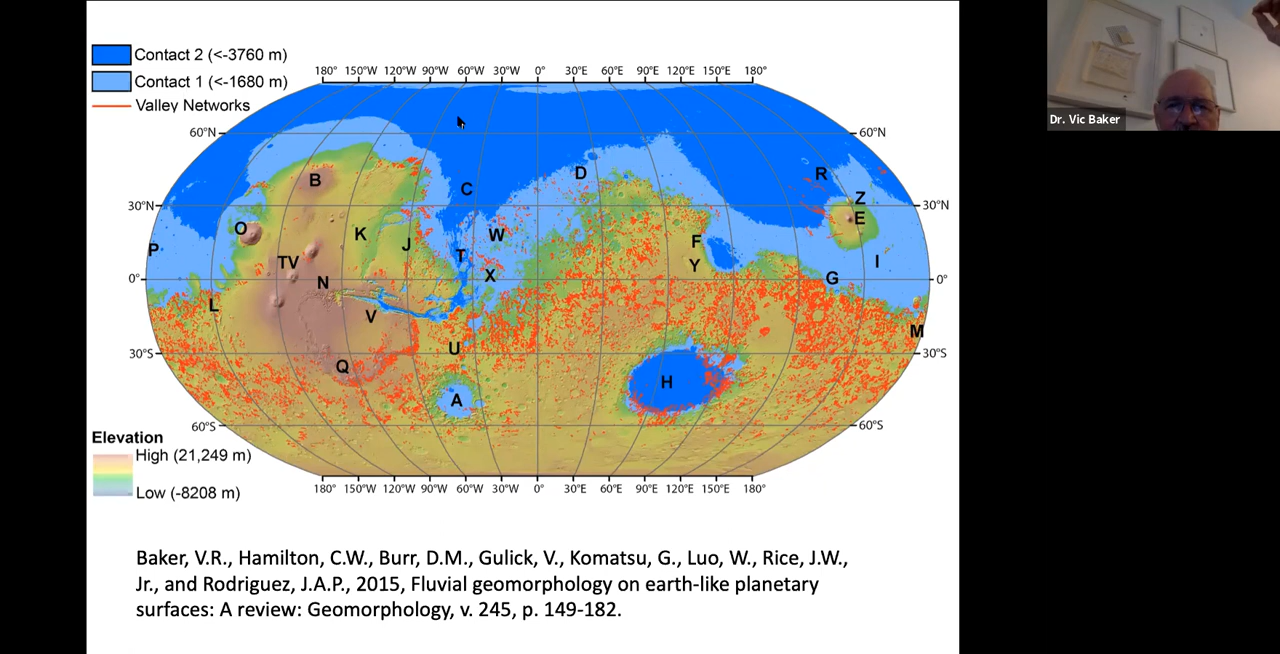 Contact 2 (<-3760 m)
Contact 1 (<-1680 m)
Valley Networks
180° 150°W 120°W 90°W 60°W 30°W 0° 30°E 60°E 90°E 120°E 150°E 180°
60°N 60°N
30°N 30°N
0° 0°
30°S 30°S
60°S 60°S
B
D
R
C
Z
O
E
K
W
J
F
P
T
I
TV
Y
X
G
N
L
V
M
U
Q
H
A
180° 150°W 120°W 90°W 60°W 30°W 0° 30°E 60°E 90°E 120°E 150°E 180°
Elevation
High (21,249 m)
Low (-8208 m)
Baker, V.R., Hamilton, C.W., Burr, D.M., Gulick, V., Komatsu, G., Luo, W., Rice, J.W.,
Jr., and Rodriguez, J.A.P., 2015, Fluvial geomorphology on earth-like planetary
surfaces: A review: Geomorphology, v. 245, p. 149-182.
Dr. Vic Baker